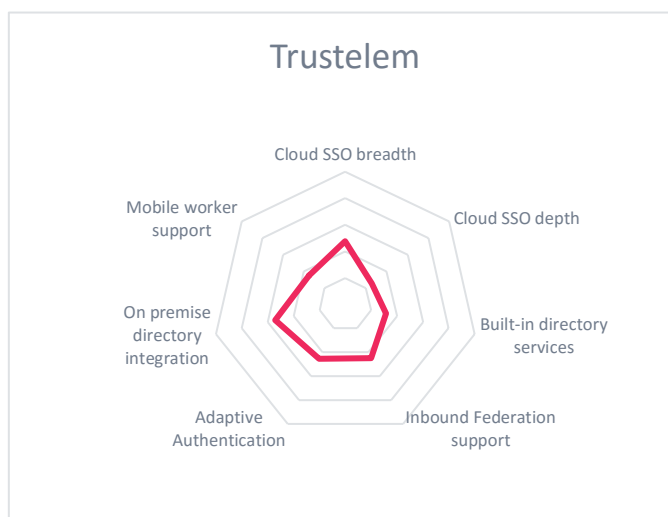 Trustelem
Cloud SSO breadth
Cloud SSO depth
Built-in directory
services
Inbound Federation
support
Adaptive
Authentication
On premise
directory
integration
Mobile worker
support